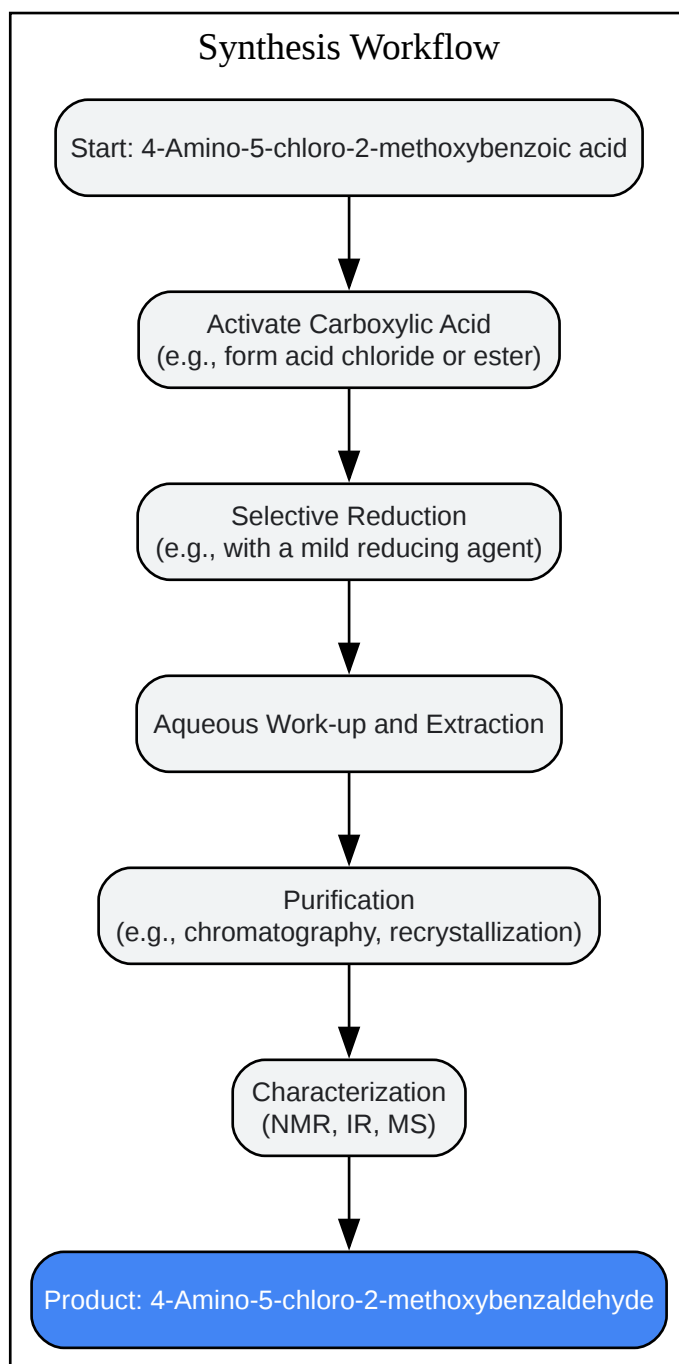 Synthesis Workflow
Start: 4-Amino-5-chloro-2-methoxybenzoic acid
Activate Carboxylic Acid
(e.g., form acid chloride or ester)
Selective Reduction
(e.g., with a mild reducing agent)
Aqueous Work-up and Extraction
Purification
(e.g., chromatography, recrystallization)
Characterization
(NMR, IR, MS)
Product: 4-Amino-5-chloro-2-methoxybenzaldehyde